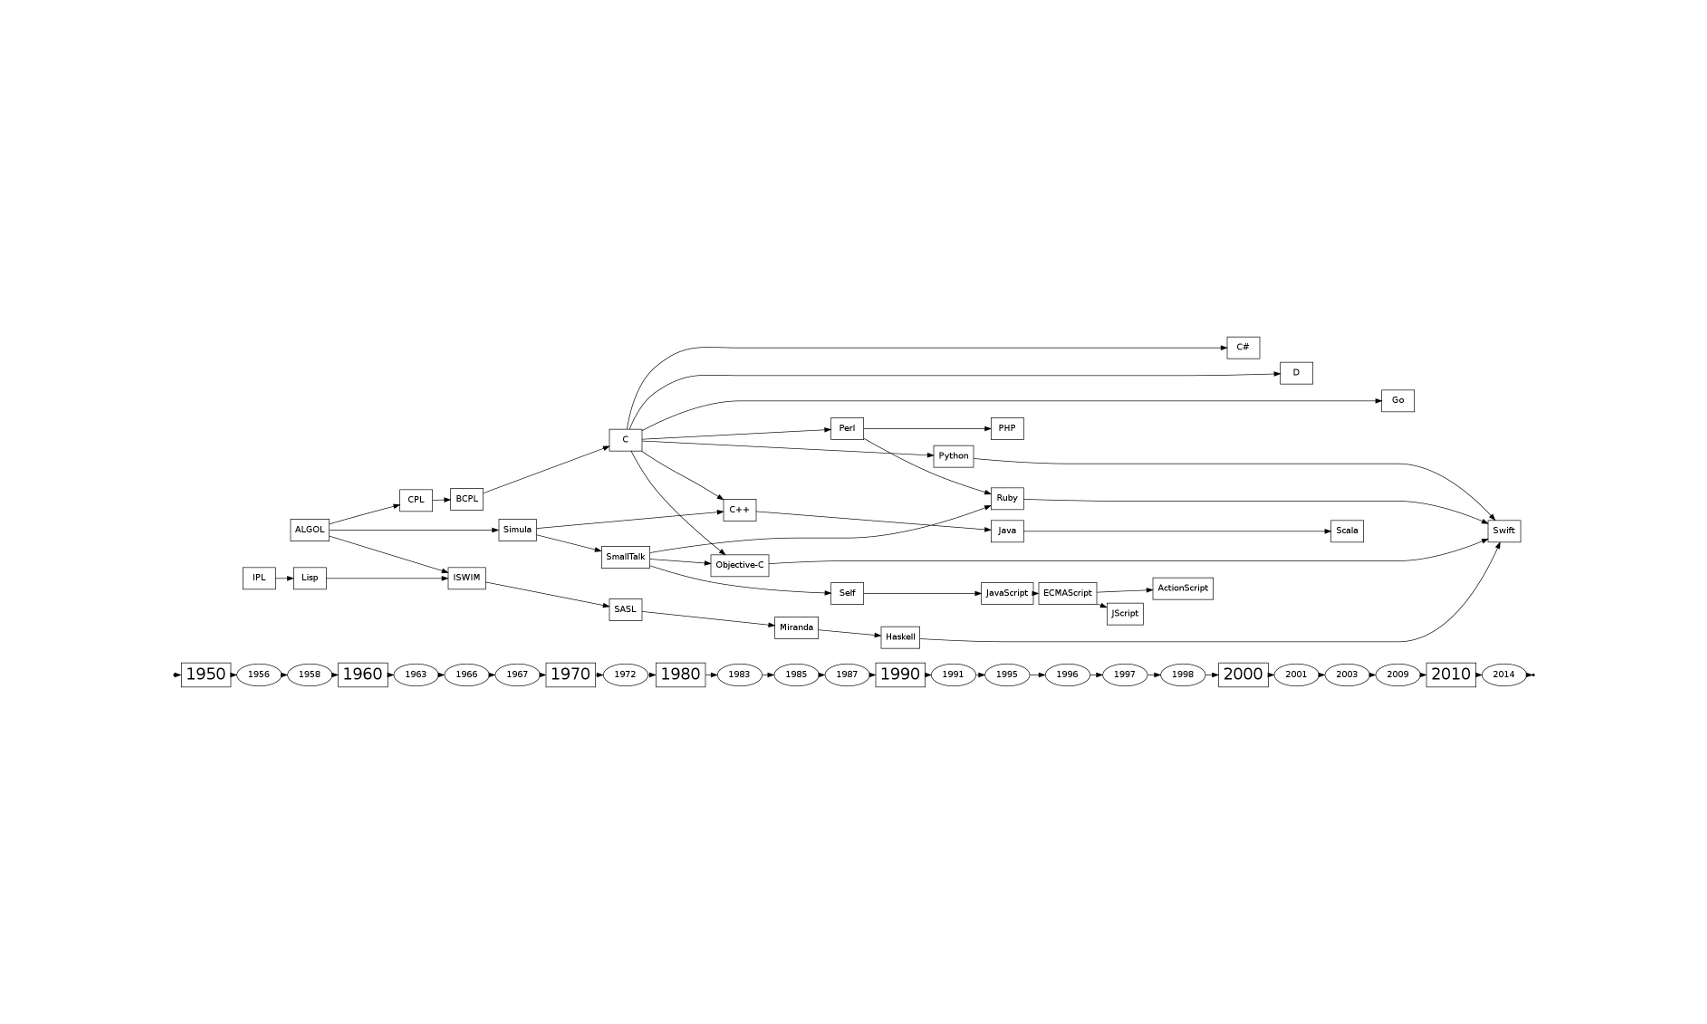 C#
D
Go
C
Perl
PHP
Python
CPL
BCPL
Ruby
C++
ALGOL
Simula
Java
Scala
Swift
SmallTalk
Objective-C
IPL
Lisp
ISWIM
Self
JavaScript
ECMAScript
ActionScript
JScript
SASL
Miranda
Haskell
1950 1956 1958 1960 1963 1966 1967 1970 1972 1980 1983 1985 1987 1990 1991 1995 1996 1997 1998 2000 2001 2003 2009 2010 2014